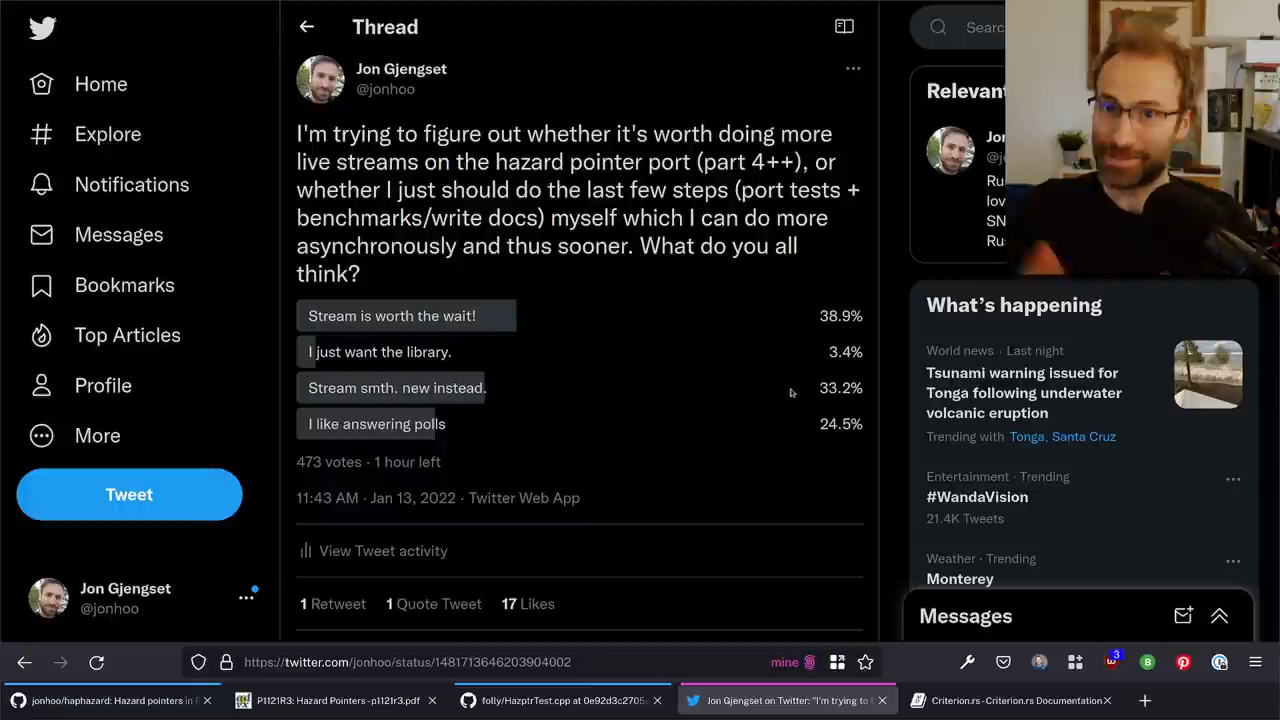 Home
Explore
Notifications
Messages
Bookmarks
Top Articles
Profile
More
Tweet
Jon Gjengset
@jonhoo
Thread
Jon Gjengset
@jonhoo
I'm trying to figure out whether it's worth doing more
live streams on the hazard pointer port (part 4++), or
whether I just should do the last few steps (port tests +
benchmarks/write docs) myself which I can do more
asynchronously and thus sooner. What do you all
think?
Stream is worth the wait! 38.9%
I just want the library. 3.4%
Stream smth. new instead. 33.2%
I like answering polls 24.5%
473 votes · 1 hour left
11:43 AM · Jan 13, 2022 · Twitter Web App
View Tweet activity
1 Retweet 1 Quote Tweet 17 Likes
Searc
Relevan
Jo
@j
Ru
lov
SN
Rus
What's happening
World news · Last night
Tsunami warning issued for
Tonga following underwater
volcanic eruption
Trending with Tonga, Santa Cruz
Entertainment · Trending
#WandaVision
21.4K Tweets
Weather · Trending
Monterey
Messages
https://twitter.com/jonhoo/status/1481713646203904002 mine 3
jonhoo/haphazard: Hazard pointers in R
P1121R3: Hazard Pointers - p1121r3.pdf
folly/HazptrTest.cpp at 0e92d3c2705
Jon Gjengset on Twitter: "I'm trying to f
Criterion.rs - Criterion.rs Documentation